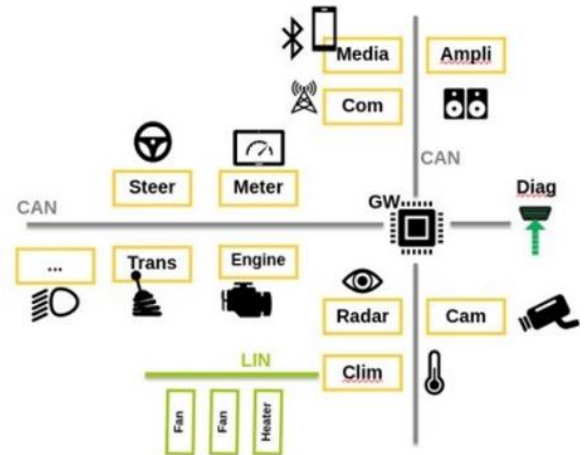 Media
Ampli
Com
CAN
Steer
Meter
Diag
CAN
GW
...
Trans
Engine
Radar
Cam
LIN
Clim
Fan
Fan
Heater